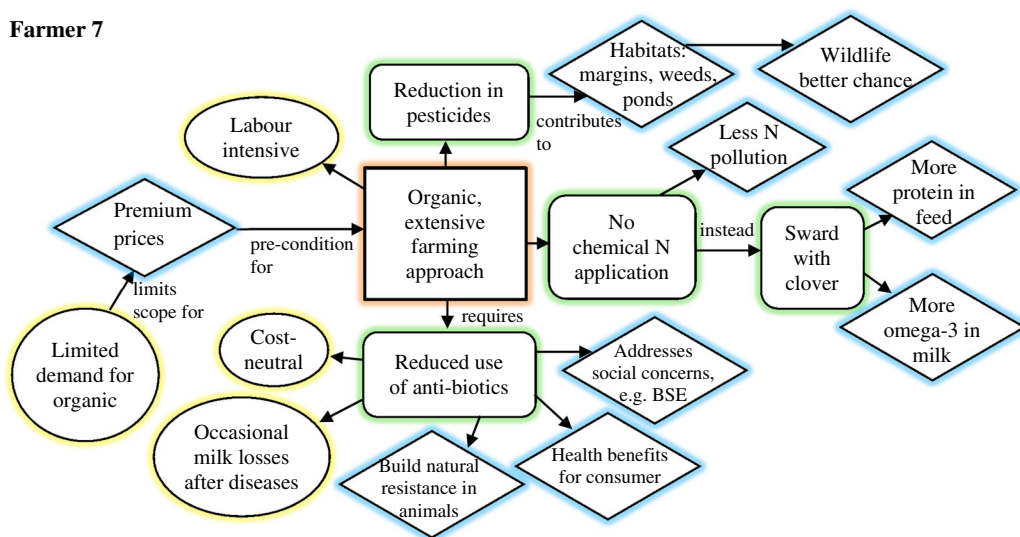 Farmer 7
Habitats:
margins, weeds,
ponds
Wildlife
better chance
Reduction in
pesticides
contributes
to
Labour
intensive
Less N
pollution
Premium
prices
pre-condition
for
Organic,
extensive
farming
approach
No
chemical N
application
instead
Sward
with
clover
More
protein in
feed
More
omega-3 in
milk
limits
scope for
Limited
demand for
organic
requires
Cost-
neutral
Reduced use
of anti-biotics
Addresses
social concerns,
e.g. BSE
Occasional
milk losses
after diseases
Build natural
resistance in
animals
Health benefits
for consumer